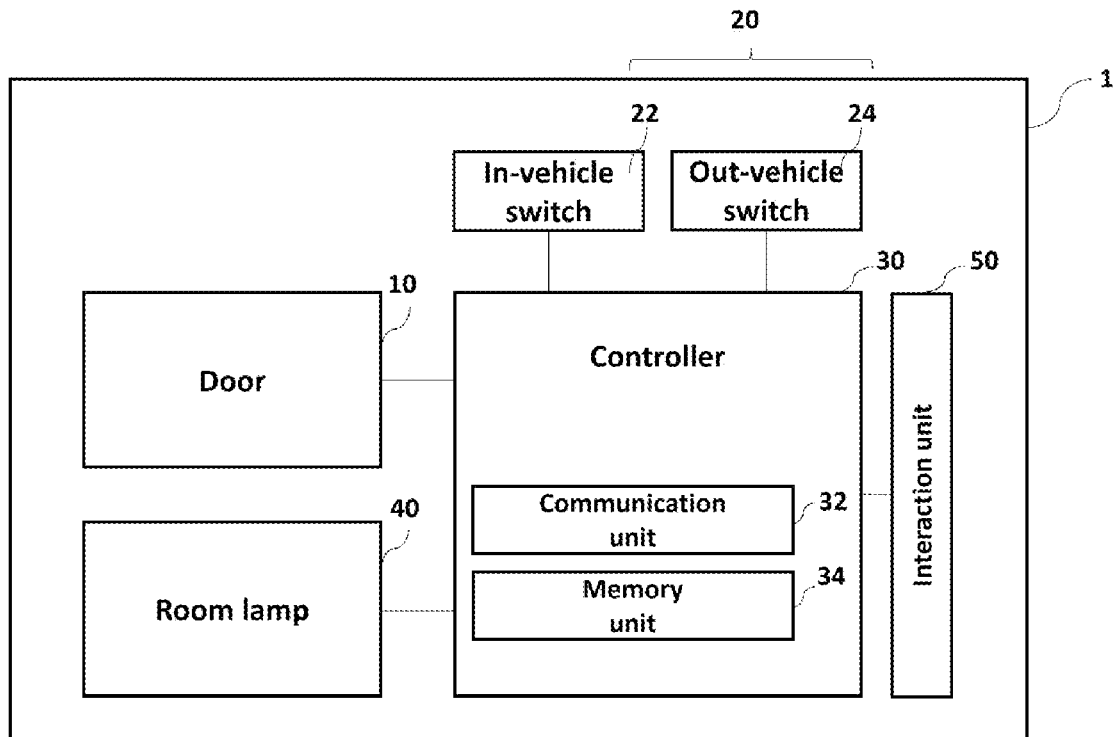 20
1
22
24
In-vehicle
switch
Out-vehicle
switch
30
50
10
Controller
Door
Interaction unit
Communication
unit
32
40
Memory
unit
34
Room lamp